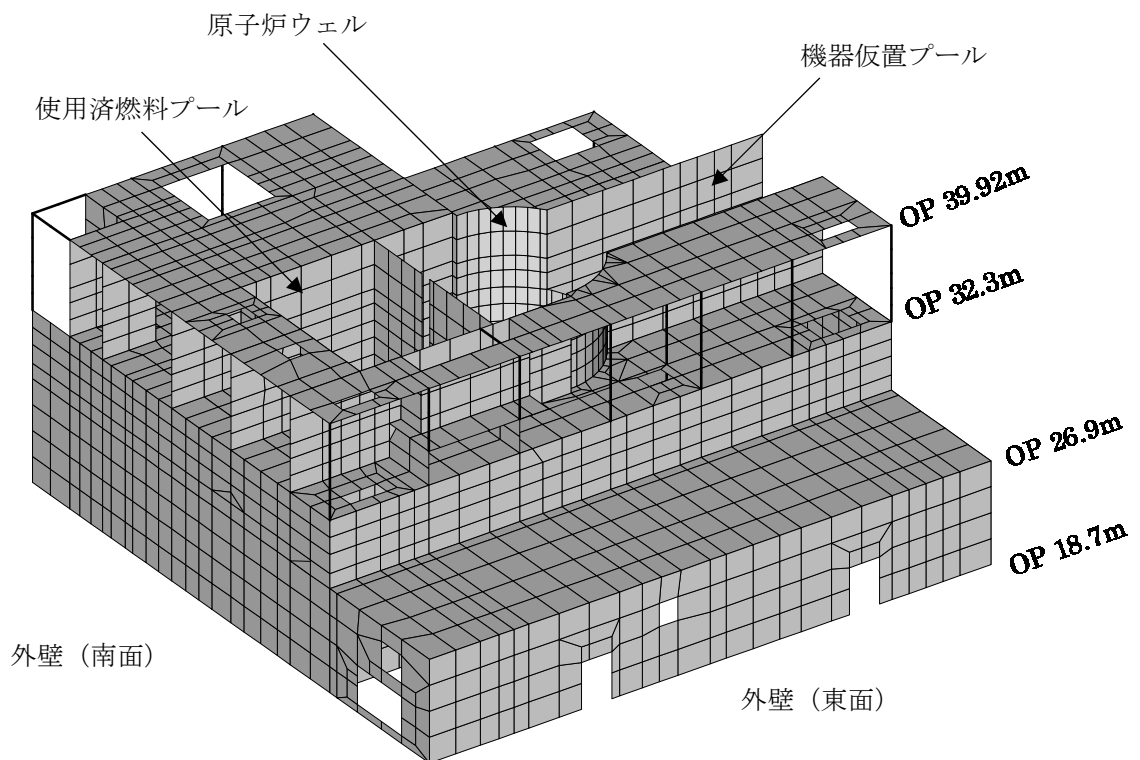 原子炉ウェル
機器仮置プール
使用済燃料プール
OP 39.92m
OP 32.3m
OP 26.9m
OP 18.7m
外壁（南面）
外壁（東面）